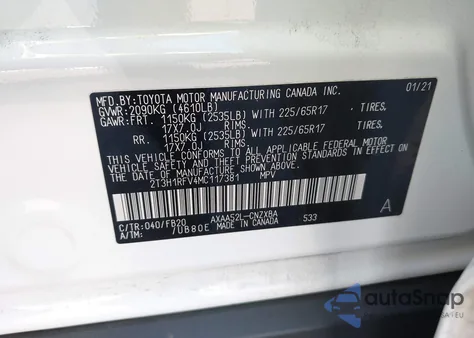 MFD.BY:TOYOTA MOTOR MANUFACTURING CANADA INC. 01/21
GVWR:2090KG (4610LB)
GAWR:FRT. 1150KG (2535LB) WITH 225/65R17 TIRES.
17X7.0J RIMS.
RR. 1150KG (2535LB) WITH 225/65R17 TIRES.
17X7.0J RIMS.
THIS VEHICLE CONFORMS TO ALL APPLICABLE FEDERAL MOTOR
VEHICLE SAFETY AND THEFT PREVENTION STANDARDS IN
EFFECT ON THE DATE OF MANUFACTURE SHOWN ABOVE.
2T3H1RFV4MC117381 MPV
C/TR:040/FB20 AXAA52L-CNZXBA 533 A
A/TM: /UB80E MADE IN CANADA
autoSnap